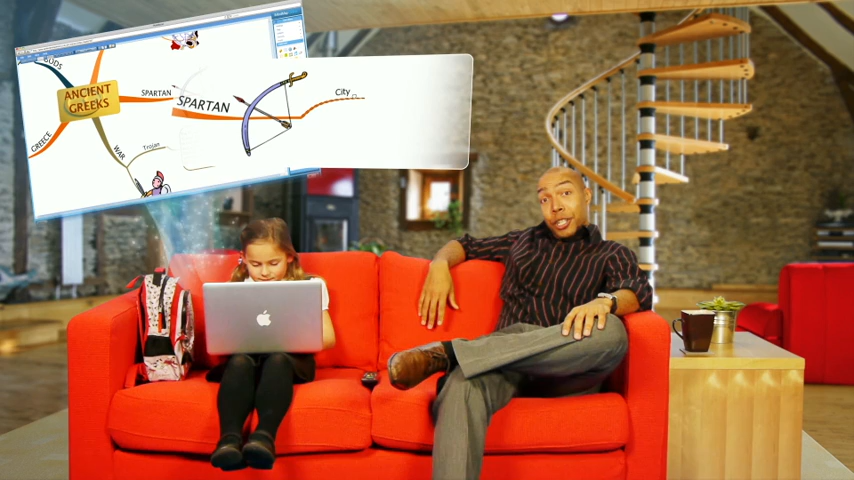 GODS
ANCIENT
GREEKS
SPARTAN
SPARTAN
City
GREECE
WAR
Trojan